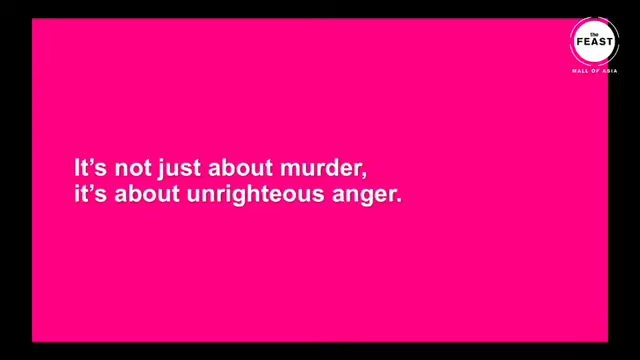 the
FEAST
MALL OF ASIA
It's not just about murder,
it's about unrighteous anger.